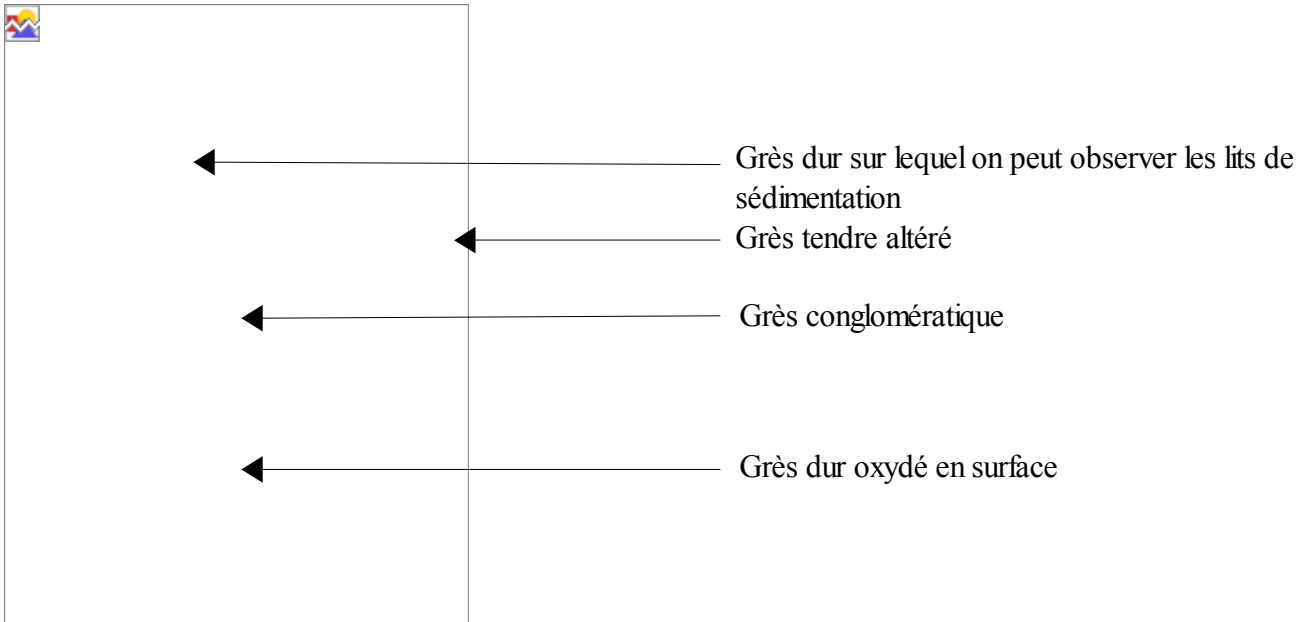 Grès dur sur lequel on peut observer les lits de
sédimentation
Grès tendre altéré
Grès conglomératique
Grès dur oxydé en surface